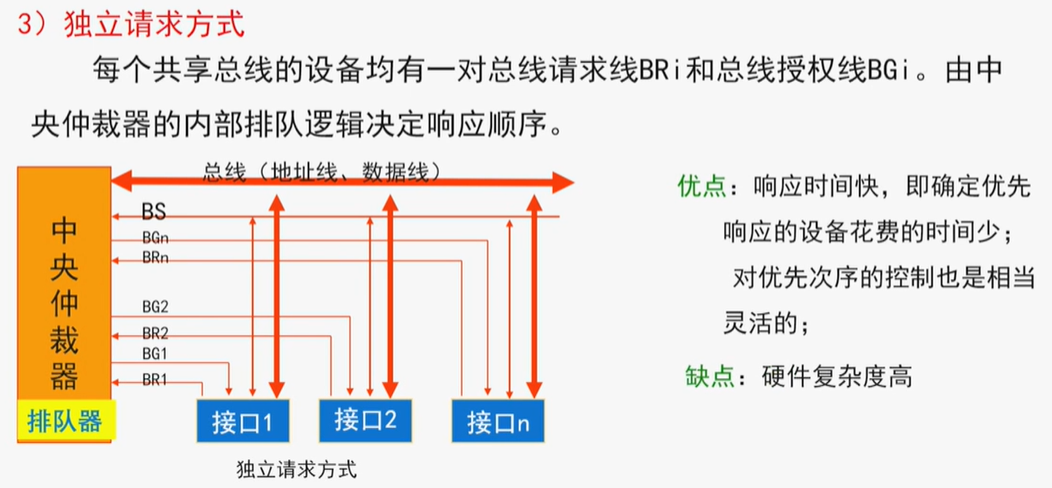 3）独立请求方式
每个共享总线的设备均有一对总线请求线BRi和总线授权线BGi。由中
央仲裁器的内部排队逻辑决定响应顺序。
总线（地址线、数据线）
中央仲裁器
排队器
BS
BGn
BRn
BG2
BR2
BG1
BR1
接口1
接口2
接口n
独立请求方式
优点：响应时间快，即确定优先
响应的设备花费的时间少；
对优先次序的控制也是相当
灵活的；
缺点：硬件复杂度高